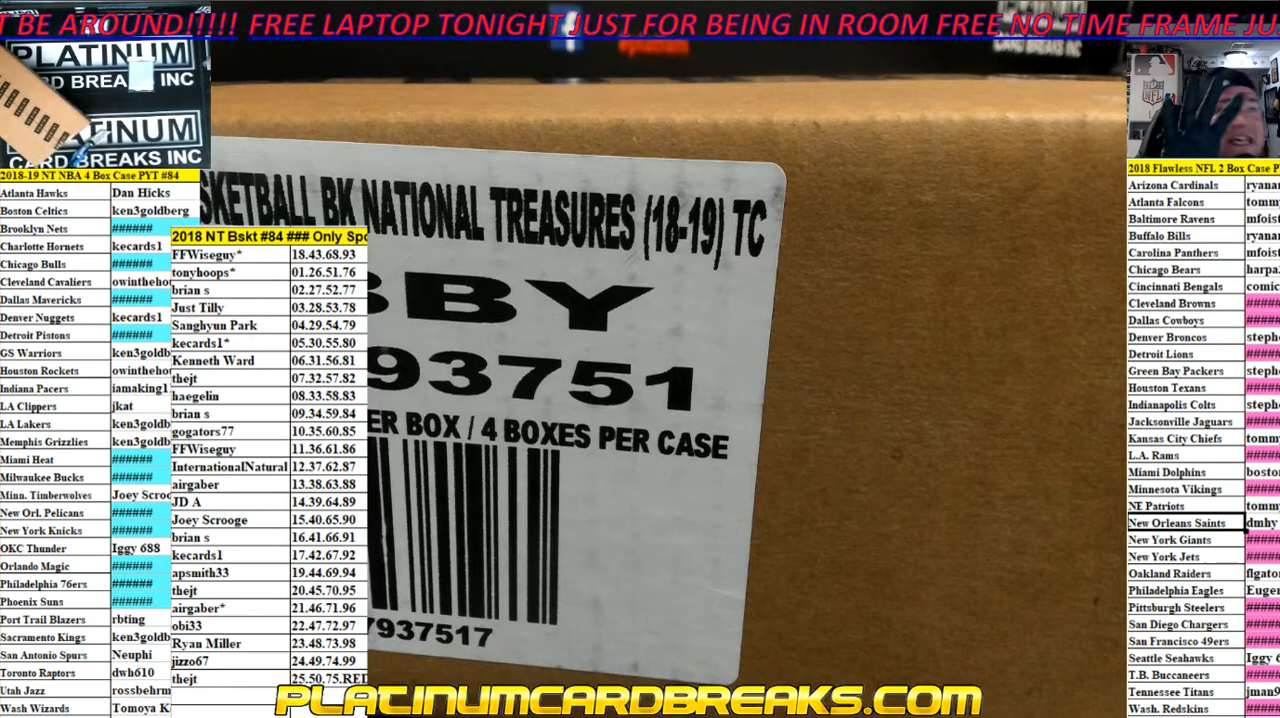 BE AROUND!!!!! FREE LAPTOP TONIGHT JUST FOR BEING IN ROOM FREE NO TIME FRAME
PLATINUM
CARD BREAKS INC
CARD BREAKS INC
CARD BREAKS
MLB
NFL
2018-19 NT NBA 4 Box Case PYT #84
Atlanta Hawks Dan Hicks
Boston Celtics ken3goldberg
Brooklyn Nets ######
Charlotte Hornets kecards1
Chicago Bulls ######
Cleveland Cavaliers owinthehou
Dallas Mavericks ######
Denver Nuggets kecards1
Detroit Pistons ######
GS Warriors ken3goldb
Houston Rockets owinthehou
Indiana Pacers iamaking1
LA Clippers jkat
LA Lakers ken3goldb
Memphis Grizzlies ken3goldb
Miami Heat ######
Milwaukee Bucks ######
Minn. Timberwolves Joey Scroo
New Orl. Pelicans ######
New York Knicks ######
OKC Thunder Iggy 688
Orlando Magic ######
Philadelphia 76ers ######
Phoenix Suns ######
Port Trail Blazers rbting
Sacramento Kings ken3goldb
San Antonio Spurs Neuphi
Toronto Raptors dwh610
Utah Jazz rossbehrm
Wash Wizards Tomoya K
2018 NT Bskt #84 ### Only Spo
FFWiseguy* 18.43.68.93
tonyhoops* 01.26.51.76
brian s 02.27.52.77
Just Tilly 03.28.53.78
Sanghyun Park 04.29.54.79
kecards1* 05.30.55.80
Kenneth Ward 06.31.56.81
thejt 07.32.57.82
haegelin 08.33.58.83
brian s 09.34.59.84
gogators77 10.35.60.85
FFWiseguy 11.36.61.86
InternationalNatural 12.37.62.87
airgaber 13.38.63.88
JD A 14.39.64.89
Joey Scrooge 15.40.65.90
brian s 16.41.66.91
kecards1 17.42.67.92
apsmith33 19.44.69.94
thejt 20.45.70.95
airgaber* 21.46.71.96
obi33 22.47.72.97
Ryan Miller 23.48.73.98
jizzo67 24.49.74.99
thejt 25.50.75.RED
SKETBALL BK NATIONAL TREASURES (18-19) TC
BY
93751
ER BOX / 4 BOXES PER CASE
7937517
2018 Flawless NFL 2 Box Case P
Arizona Cardinals ryanar
Atlanta Falcons tommy
Baltimore Ravens mfois
Buffalo Bills ryanar
Carolina Panthers mfois
Chicago Bears harpa
Cincinnati Bengals comic
Cleveland Browns ####
Dallas Cowboys ####
Denver Broncos steph
Detroit Lions ####
Green Bay Packers steph
Houston Texans ####
Indianapolis Colts steph
Jacksonville Jaguars ####
Kansas City Chiefs tommy
L.A. Rams ####
Miami Dolphins boston
Minnesota Vikings ####
NE Patriots tommy
New Orleans Saints dmhy
New York Giants ####
New York Jets ####
Oakland Raiders flgator
Philadelphia Eagles Eugen
Pittsburgh Steelers ####
San Diego Chargers ####
San Francisco 49ers ####
Seattle Seahawks Iggy 6
T.B. Buccaneers ####
Tennessee Titans jman9
Wash. Redskins ####
PLATINUMCARDBREAKS.COM